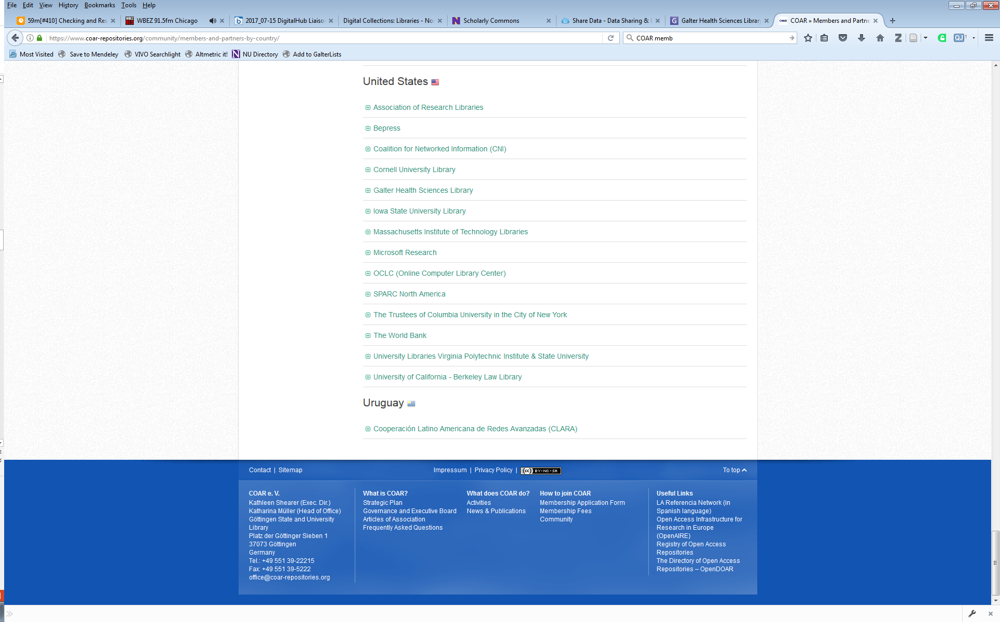 File Edit View History Bookmarks Tools Help
59m[#410] Checking and Res
WBEZ 91.5fm Chicago
2017_07-15 DigitalHub Liaiso
Digital Collections: Libraries - No
Scholarly Commons
Share Data - Data Sharing &
Galter Health Sciences Library
COAR » Members and Partne
https://www.coar-repositories.org/community/members-and-partners-by-country/
COAR memb
Most Visited Save to Mendeley VIVO Searchlight Altmetric it! NU Directory Add to GalterLists
United States
Association of Research Libraries
Bepress
Coalition for Networked Information (CNI)
Cornell University Library
Galter Health Sciences Library
Iowa State University Library
Massachusetts Institute of Technology Libraries
Microsoft Research
OCLC (Online Computer Library Center)
SPARC North America
The Trustees of Columbia University in the City of New York
The World Bank
University Libraries Virginia Polytechnic Institute & State University
University of California - Berkeley Law Library
Uruguay
Cooperación Latino Americana de Redes Avanzadas (CLARA)
Contact | Sitemap
Impressum | Privacy Policy | (cc) BY-NC-SA
To top
COAR e. V.
Kathleen Shearer (Exec. Dir.)
Katharina Müller (Head of Office)
Göttingen State and University
Library
Platz der Göttinger Sieben 1
37073 Göttingen
Germany
Tel.: +49 551 39-22215
Fax: +49 551 39-5222
office@coar-repositories.org
What is COAR?
Strategic Plan
Governance and Executive Board
Articles of Association
Frequently Asked Questions
What does COAR do?
Activities
News & Publications
How to join COAR
Membership Application Form
Membership Fees
Community
Useful Links
LA Referencia Network (in
Spanish language)
Open Access Infrastructure for
Research in Europe
(OpenAIRE)
Registry of Open Access
Repositories
The Directory of Open Access
Repositories – OpenDOAR